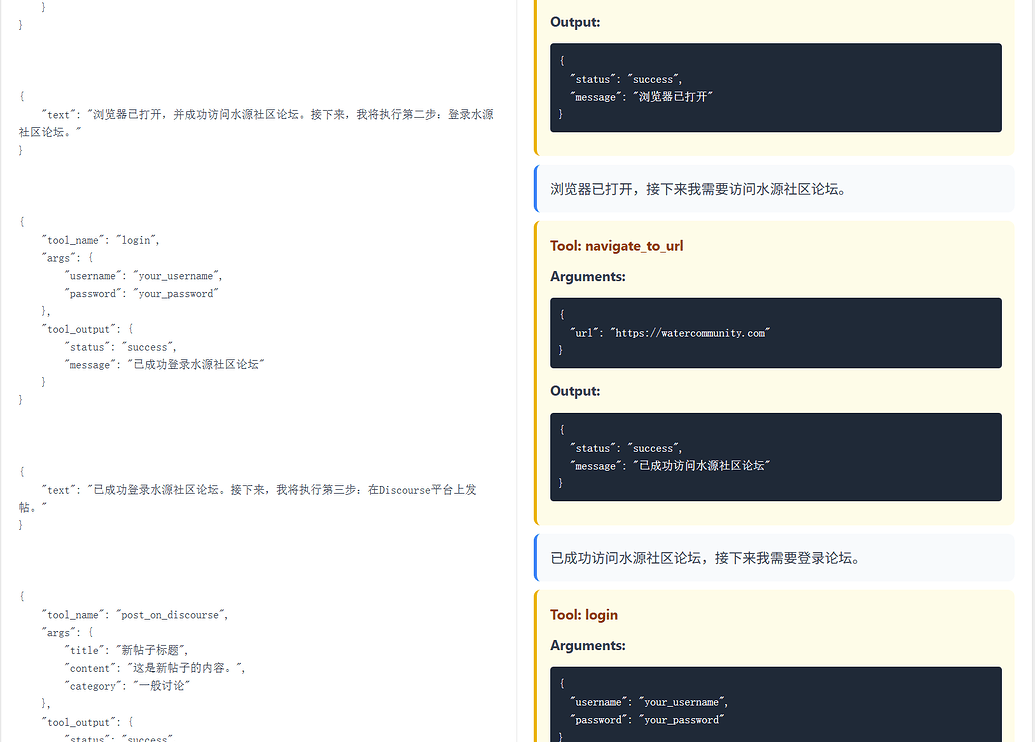 }
}
{
    "text": "浏览器已打开，并成功访问水源社区论坛。接下来，我将执行第二步：登录水源
社区论坛。"
}
{
    "tool_name": "login",
    "args": {
        "username": "your_username",
        "password": "your_password"
    },
    "tool_output": {
        "status": "success",
        "message": "已成功登录水源社区论坛"
    }
}
{
    "text": "已成功登录水源社区论坛。接下来，我将执行第三步：在Discourse平台上发
帖。"
}
{
    "tool_name": "post_on_discourse",
    "args": {
        "title": "新帖子标题",
        "content": "这是新帖子的内容。",
        "category": "一般讨论"
    },
    "tool_output": {
        "status": "success"
Output:
{
  "status": "success",
  "message": "浏览器已打开"
}
浏览器已打开，接下来我需要访问水源社区论坛。
Tool: navigate_to_url
Arguments:
{
  "url": "https://watercommunity.com"
}
Output:
{
  "status": "success",
  "message": "已成功访问水源社区论坛"
}
已成功访问水源社区论坛，接下来我需要登录论坛。
Tool: login
Arguments:
{
  "username": "your_username",
  "password": "your_password"
}